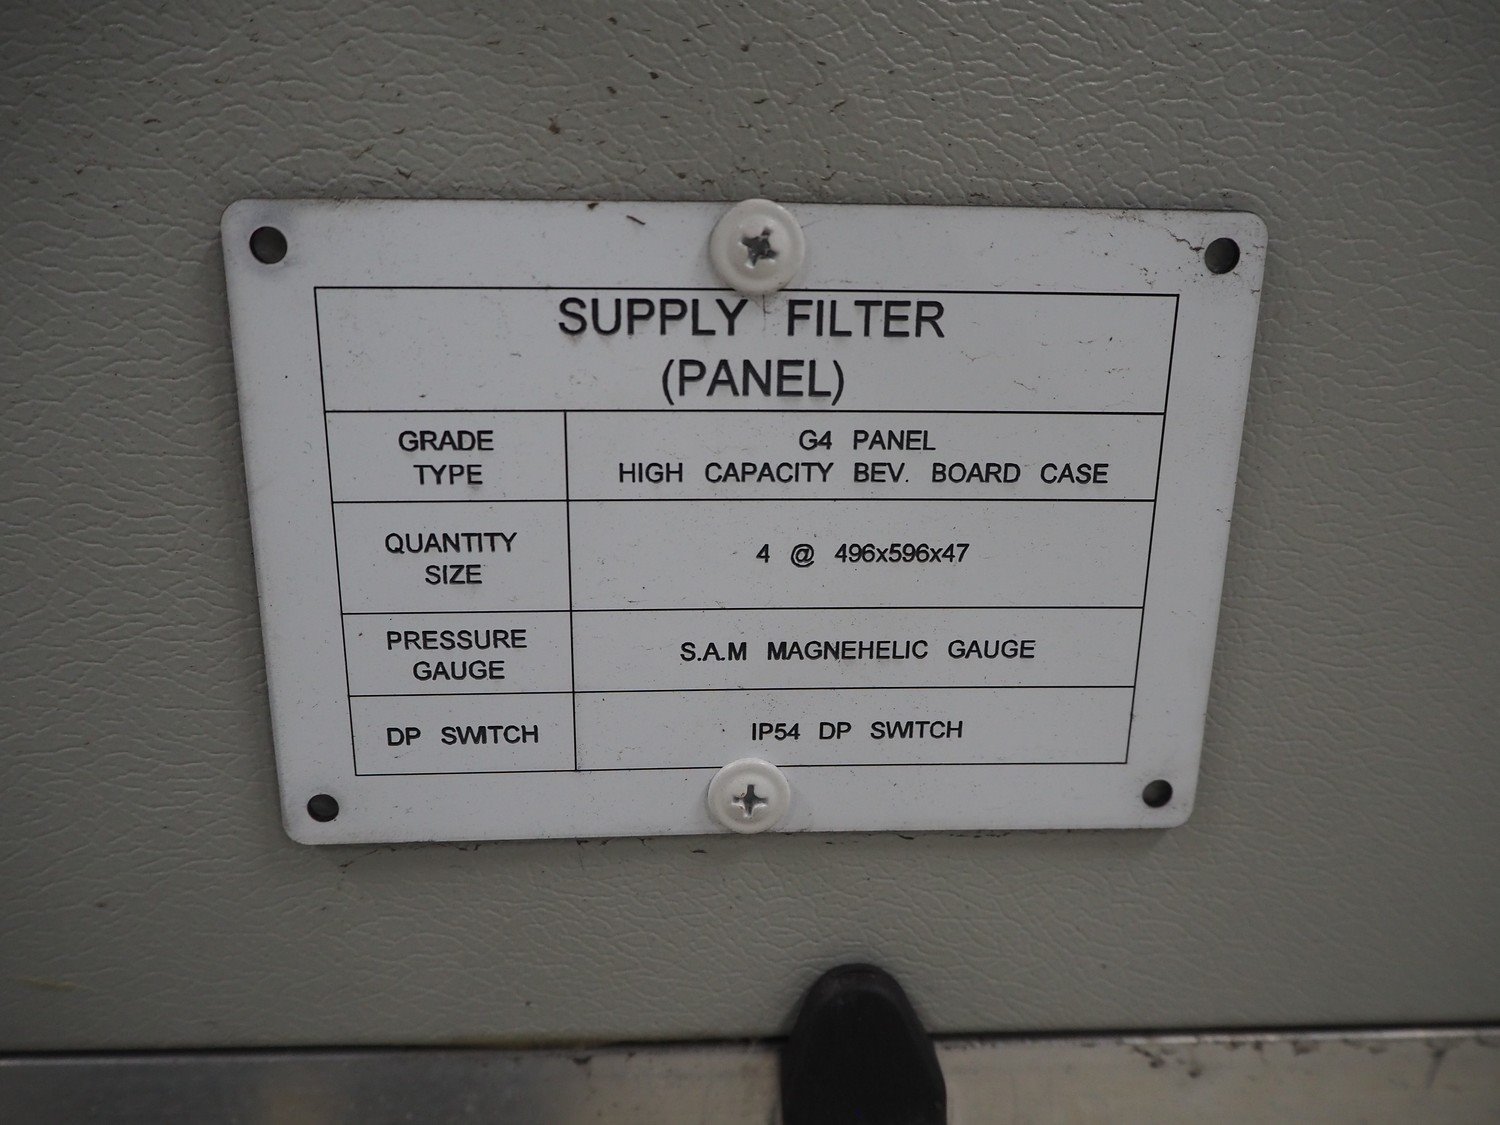 SUPPLY FILTER
(PANEL)
GRADE
TYPE
G4 PANEL
HIGH CAPACITY BEV. BOARD CASE
QUANTITY
SIZE
4 @ 496x596x47
PRESSURE
GAUGE
S.A.M MAGNEHELIC GAUGE
DP SWITCH
IP54 DP SWITCH